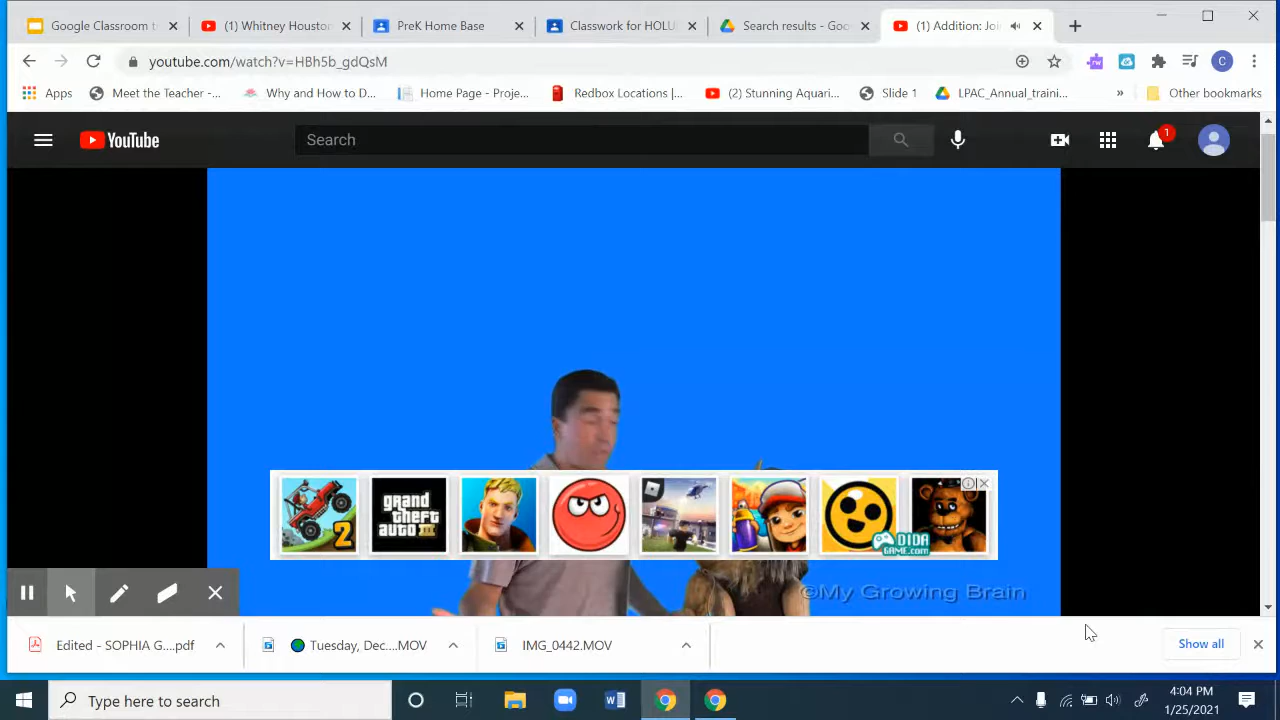 Google Classroom t
(1) Whitney Houston
PreK Home Ba
Classwork for HOLU
Search results - Goo
(1) Addition: Joi
youtube.com/watch?v=HBh5b_gdQsM
Apps
Meet the Teacher -...
Why and How to D...
Home Page - Proje...
Redbox Locations |...
(2) Stunning Aquari...
Slide 1
LPAC_Annual_traini...
»
Other bookmarks
YouTube
Search
1
2
grand
theft
auto III
DIDA
GAME.com
©My Growing Brain
Edited - SOPHIA G....pdf
Tuesday, Dec....MOV
IMG_0442.MOV
Show all
Type here to search
4:04 PM
1/25/2021